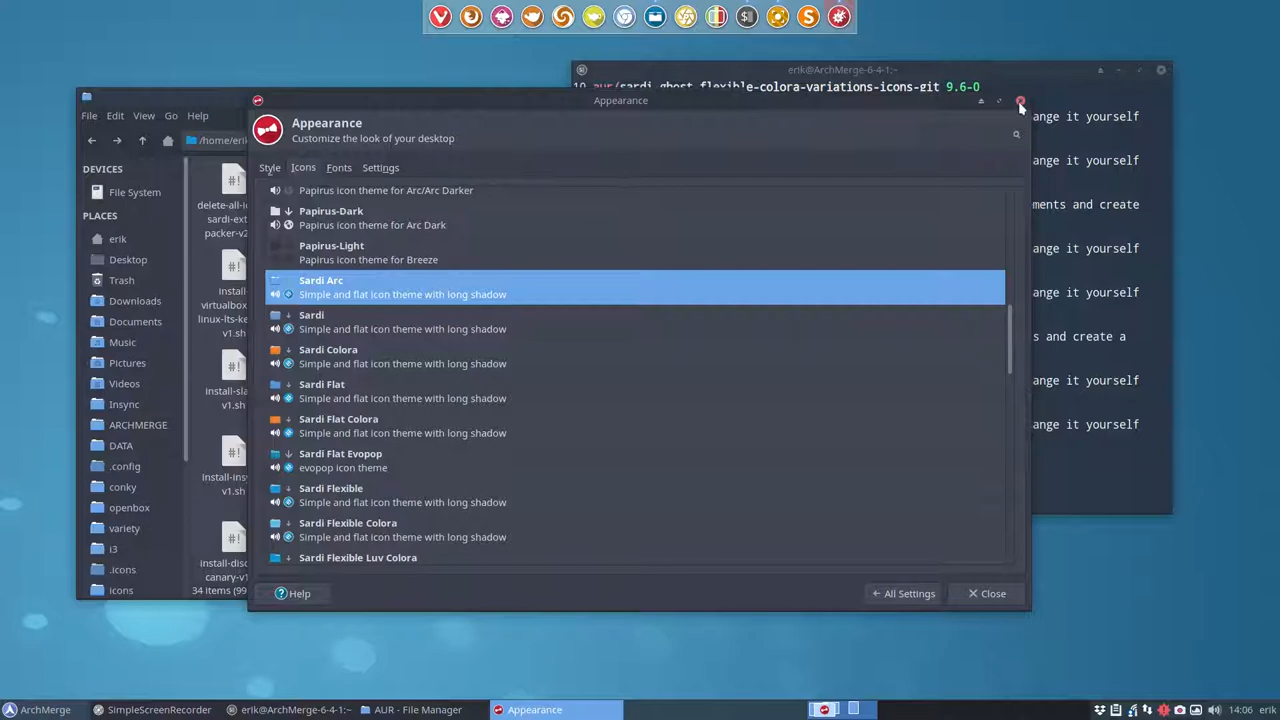 erik@ArchMerge-6-4-1:~
10 aur/sardi-ghost-flexible-colora-variations-icons-git 9.6-0
ange it yourself
ange it yourself
ments and create
ange it yourself
ange it yourself
s and create a
ange it yourself
ange it yourself
File Edit View Go Help
/home/erik
DEVICES
File System
PLACES
erik
Desktop
Trash
Downloads
Documents
Music
Pictures
Videos
Insync
ARCHMERGE
DATA
.config
conky
openbox
variety
i3
.icons
icons
#!
delete-all-ic
sardi-ext
packer-v2
#!
install-
virtualbox
linux-lts-ke
v1.sh
#!
install-sla
v1.sh
#!
install-ins
v1.sh
#!
install-disc
canary-v1
34 items (99
Appearance
Appearance
Customize the look of your desktop
Style Icons Fonts Settings
Papirus icon theme for Arc/Arc Darker
Papirus-Dark
Papirus icon theme for Arc Dark
Papirus-Light
Papirus icon theme for Breeze
Sardi Arc
Simple and flat icon theme with long shadow
Sardi
Simple and flat icon theme with long shadow
Sardi Colora
Simple and flat icon theme with long shadow
Sardi Flat
Simple and flat icon theme with long shadow
Sardi Flat Colora
Simple and flat icon theme with long shadow
Sardi Flat Evopop
evopop icon theme
Sardi Flexible
Simple and flat icon theme with long shadow
Sardi Flexible Colora
Simple and flat icon theme with long shadow
Sardi Flexible Luv Colora
Help
All Settings
Close
ArchMerge SimpleScreenRecorder erik@ArchMerge-6-4-1:~ AUR - File Manager Appearance 14:06 erik